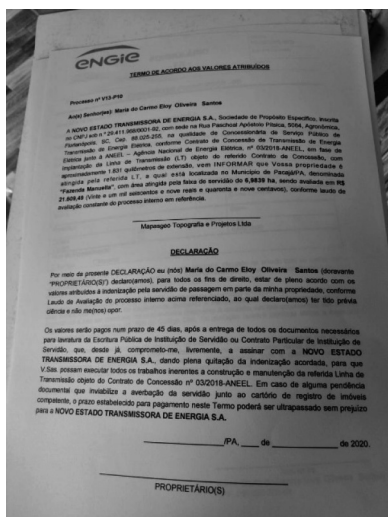 ENGIE
TERMO DE ACORDO AOS VALORES ATRIBUÍDOS
Processo nº V13-P10
Ao(s) Senhor(es): Maria do Carmo Eloy Oliveira Santos
A NOVO ESTADO TRANSMISSORA DE ENERGIA S.A., Sociedade de Propósito Específico, inscrita
no CNPJ sob n º 29.411.368/0001-92, com sede na Rua Paschoal Apóstolo Pítsica, 5064, Agronômica,
Florianópolis, SC, Cep. 88.025-255, na qualidade de Concessionária de Serviço Público de
Transmissão de Energia Elétrica, conforme Contrato de Concessão de Transmissão de Energia
Elétrica junto à ANEEL – Agência Nacional de Energia Elétrica, nº 03/2018-ANEEL, em fase de
implantação da Linha de Transmissão (LT) objeto do referido Contrato de Concessão, com
aproximadamente 1.831 quilômetros de extensão, vem INFORMAR que Vossa propriedade é
atingida pela referida LT, a qual está localizada no Município de Pacajá/PA, denominada
"Fazenda Manuella", com área atingida pela faixa de servidão de 6,9839 ha, sendo avaliada em R$
21.609,49 (Vinte e um mil seiscentos e nove reais e quarenta e nove centavos), conforme laudo de
avaliação constante do processo interno em referência.
Mapasgeo Topografia e Projetos Ltda
DECLARAÇÃO
Por meio da presente DECLARAÇÃO eu (nós) Maria do Carmo Eloy Oliveira Santos (doravante
"PROPRIETÁRIO(S)") declaro(amos), para todos os fins de direito, estar de pleno acordo com os
valores atribuídos à indenização pela servidão de passagem em parte da minha propriedade, conforme
Laudo de Avaliação do processo interno acima referenciado, ao qual declaro(amos) ter tido prévia
ciência e não me(nos) opor.
Os valores serão pagos num prazo de 45 dias, após a entrega de todos os documentos necessários
para lavratura da Escritura Pública de Instituição de Servidão ou Contrato Particular de Instituição de
Servidão, que, desde já, comprometo-me, livremente, a assinar com a NOVO ESTADO
TRANSMISSORA DE ENERGIA S.A., dando plena quitação da indenização acordada, para que
V.Sas. possam executar todos os trabalhos inerentes a construção e manutenção da referida Linha de
Transmissão objeto do Contrato de Concessão nº 03/2018-ANEEL. Em caso de alguma pendência
documental que inviabilize a averbação da servidão junto ao cartório de registro de imóveis
competente, o prazo estabelecido para pagamento neste Termo poderá ser ultrapassado sem prejuízo
para a NOVO ESTADO TRANSMISSORA DE ENERGIA S.A.
/PA, ____ de ____________ de 2020.
PROPRIETÁRIO(S)